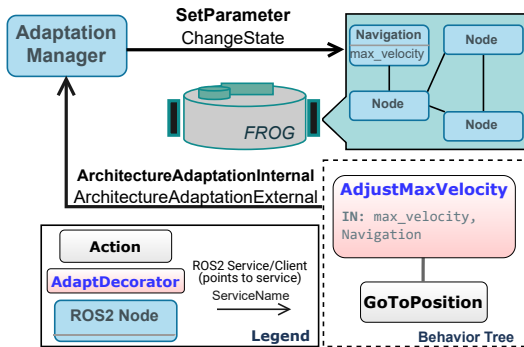 Adaptation
Manager
SetParameter
ChangeState
Navigation
max_velocity
Node
Node
Node
FROG
ArchitectureAdaptationInternal
ArchitectureAdaptationExternal
AdjustMaxVelocity
IN: max_velocity,
Navigation
GoToPosition
Behavior Tree
Action
AdaptDecorator
ROS2 Node
ROS2 Service/Client
(points to service)
ServiceName
Legend